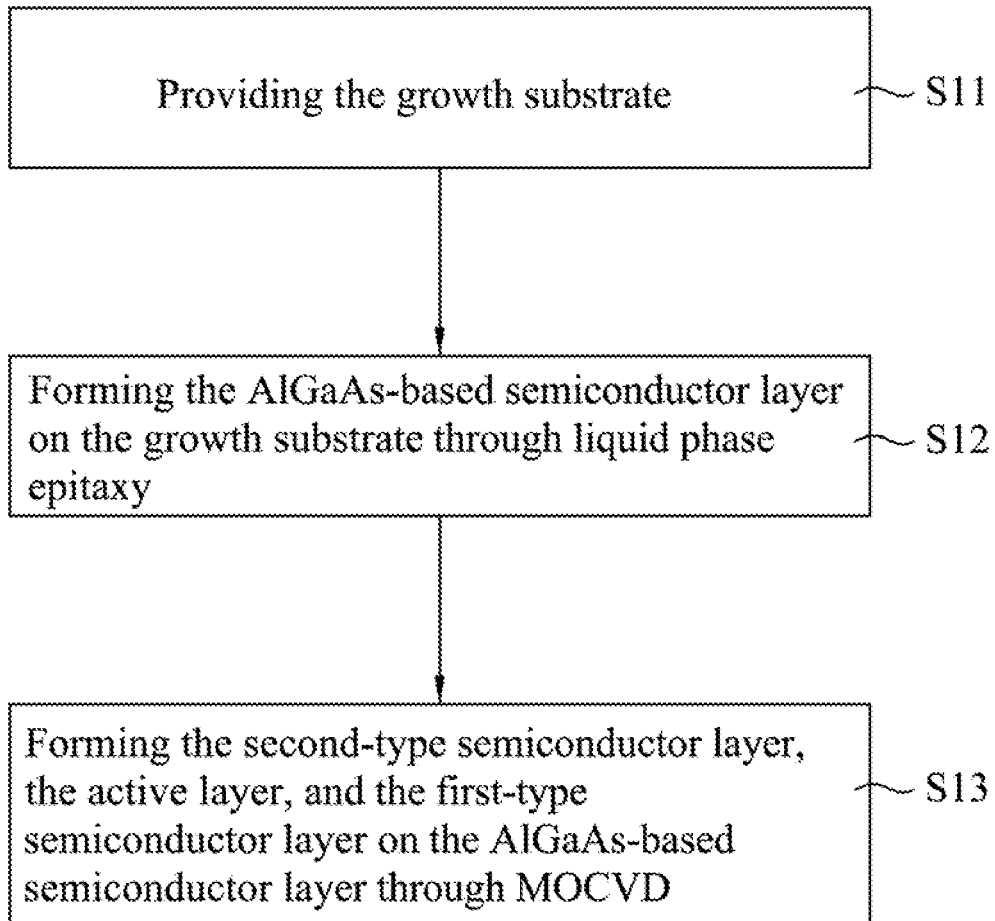 Providing the growth substrate
S11
Forming the AlGaAs-based semiconductor layer
on the growth substrate through liquid phase
epitaxy
S12
Forming the second-type semiconductor layer,
the active layer, and the first-type
semiconductor layer on the AlGaAs-based
semiconductor layer through MOCVD
S13